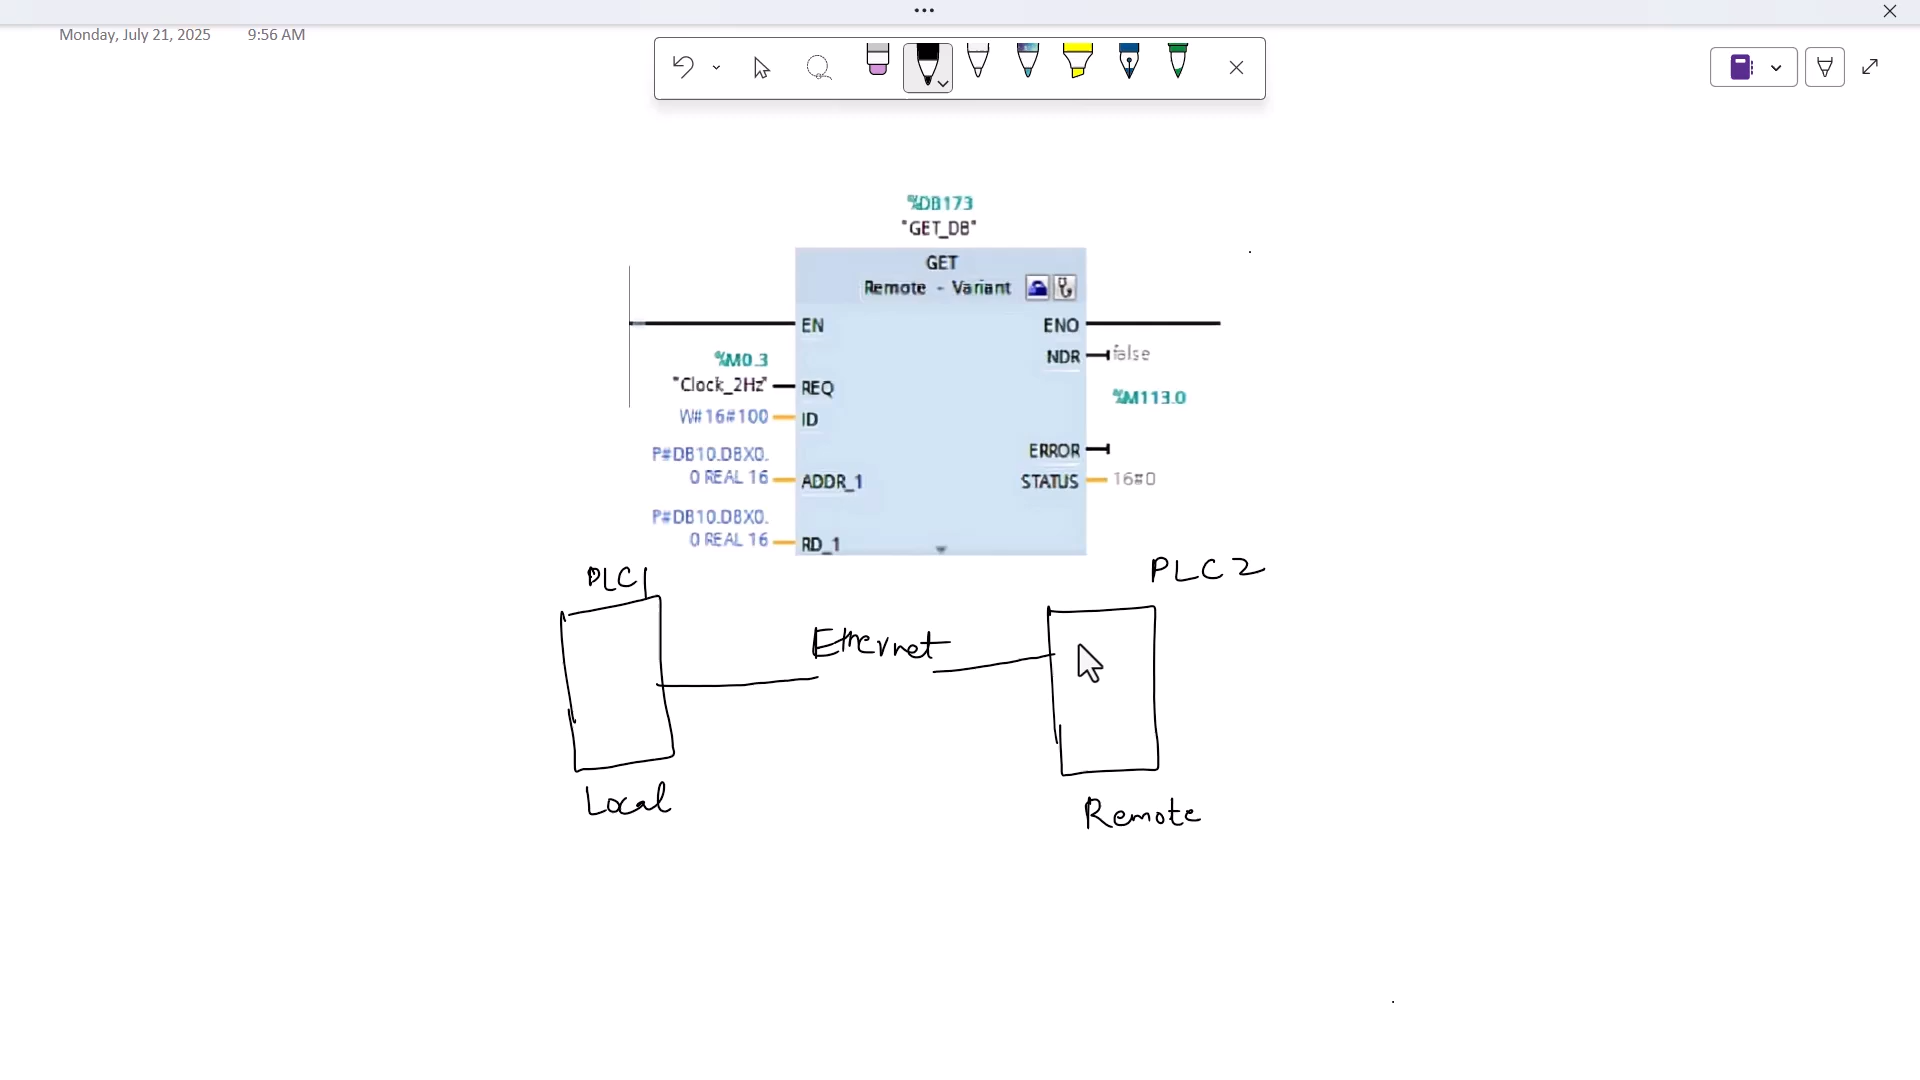 Monday, July 21, 2025 9:56 AM
%DB173
"GET_DB"
GET
Remote - Variant
EN
ENO
NDR
false
%M0.3
"Clock_2Hz"
REQ
%M113.0
W#16#100
ID
P#DB10.DBX0.
0 REAL 16
ADDR_1
ERROR
STATUS
16#0
P#DB10.DBX0.
0 REAL 16
RD_1
PLC1
PLC2
Ethernet
Local
Remote